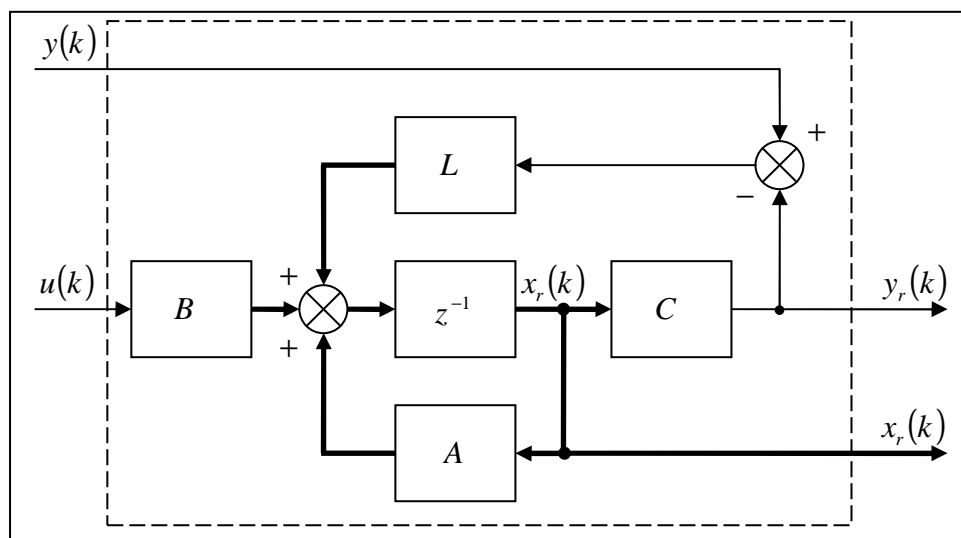 y(k)
+
L
−
u(k)
+
x_r(k)
y_r(k)
B
z^{-1}
C
+
x_r(k)
A